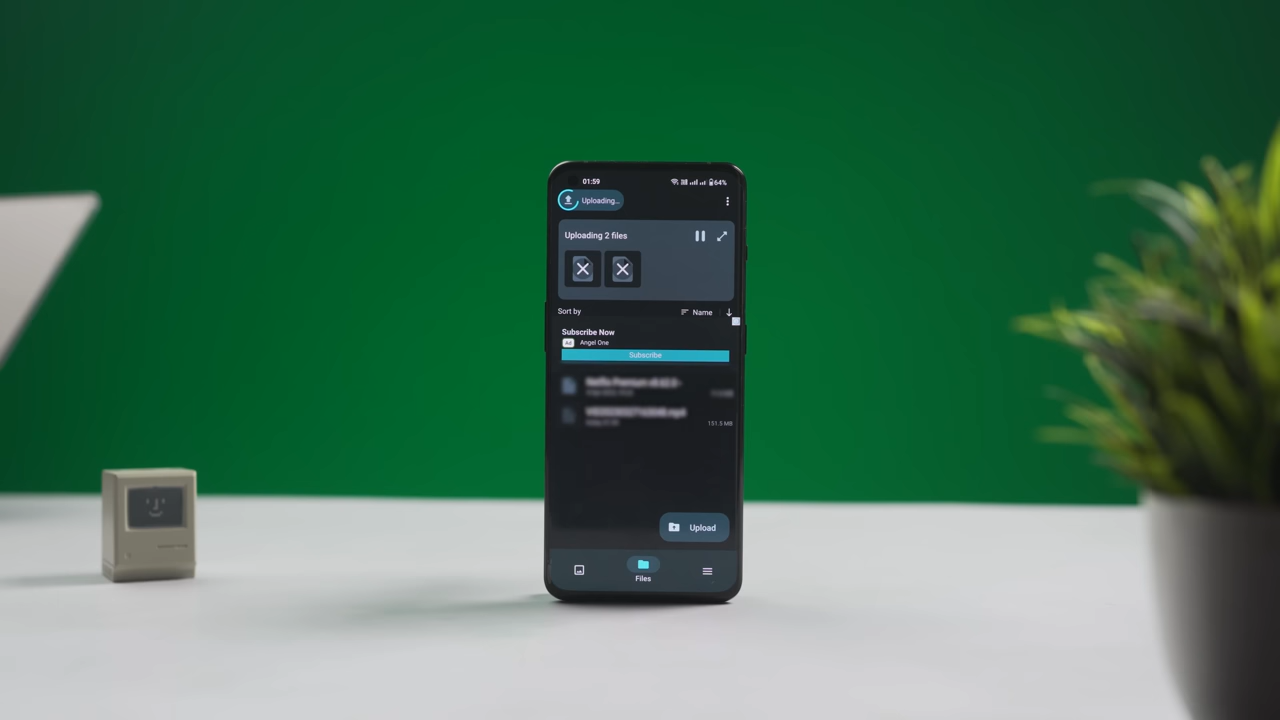 01:59 64%
Uploading...
Uploading 2 files
Sort by Name
Subscribe Now
Ad Angel One
Subscribe
151.5 MB
Upload
Files